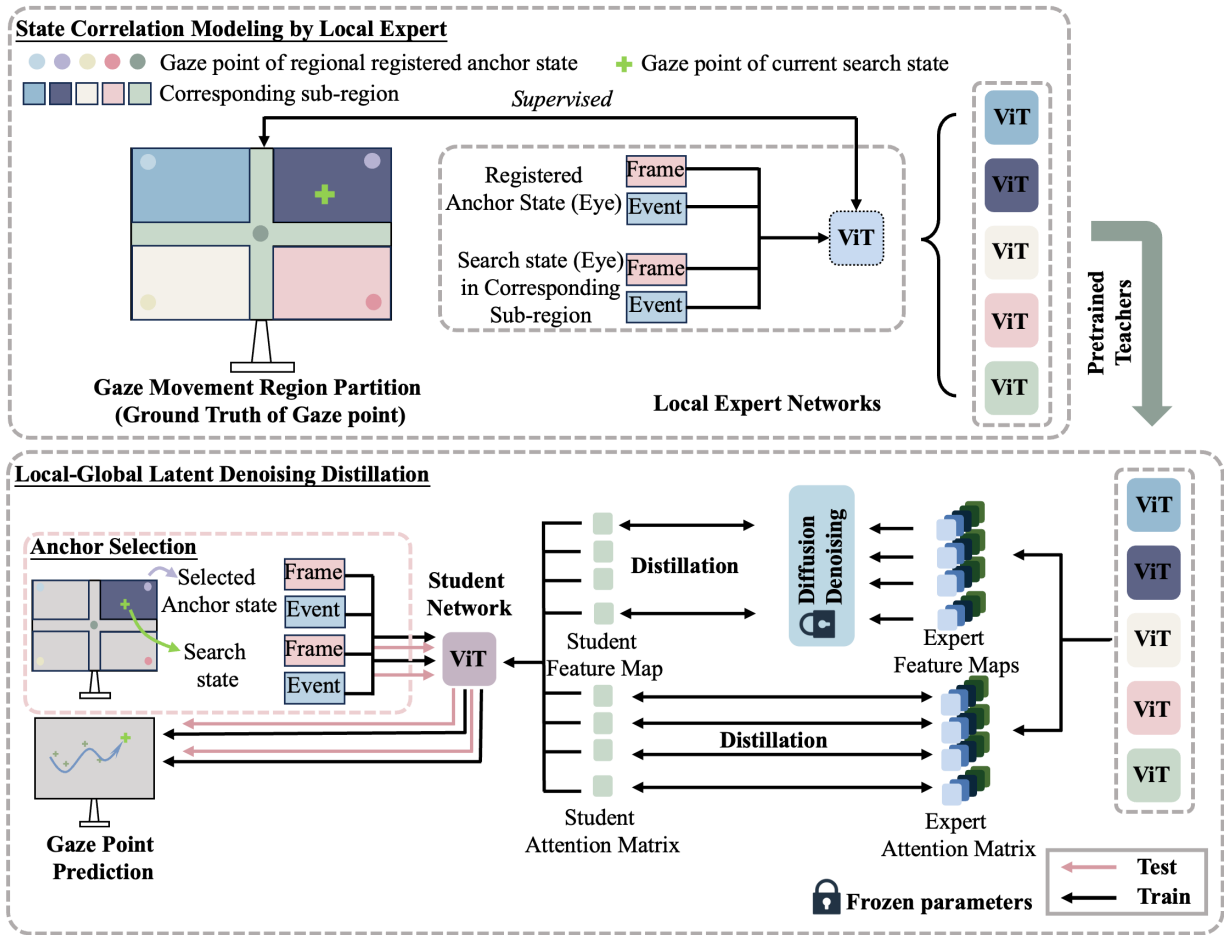 State Correlation Modeling by Local Expert
Gaze point of regional registered anchor state
Gaze point of current search state
Corresponding sub-region
Supervised
Registered
Anchor State (Eye)
Frame
Event
Search state (Eye)
in Corresponding
Sub-region
Frame
Event
ViT
ViT
ViT
ViT
ViT
ViT
Gaze Movement Region Partition
(Ground Truth of Gaze point)
Local Expert Networks
Pretrained
Teachers
Local-Global Latent Denoising Distillation
Anchor Selection
Selected
Anchor state
Search
state
Frame
Event
Frame
Event
Student
Network
ViT
Gaze Point
Prediction
Distillation
Student
Feature Map
Diffusion
Denoising
Expert
Feature Maps
Distillation
Student
Attention Matrix
Expert
Attention Matrix
ViT
ViT
ViT
ViT
ViT
Frozen parameters
Test
Train